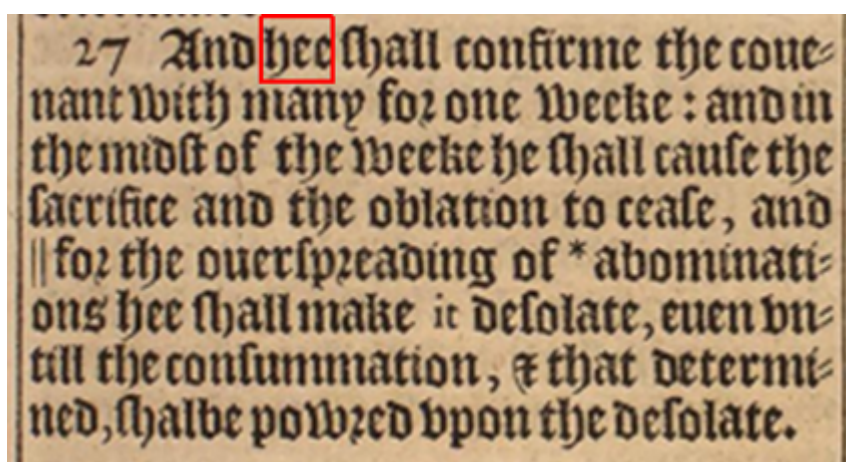 27 And hee ſhall confirme the coue⸗
nant with many for one weeke: and in
the midſt of the weeke he ſhall cauſe the
ſacrifice and the oblation to ceaſe, and
‖ for the ouerſpreading of * abominati⸗
ons hee ſhall make it deſolate, euen vn⸗
till the conſummation, & that determi⸗
ned, ſhalbe powred vpon the deſolate.